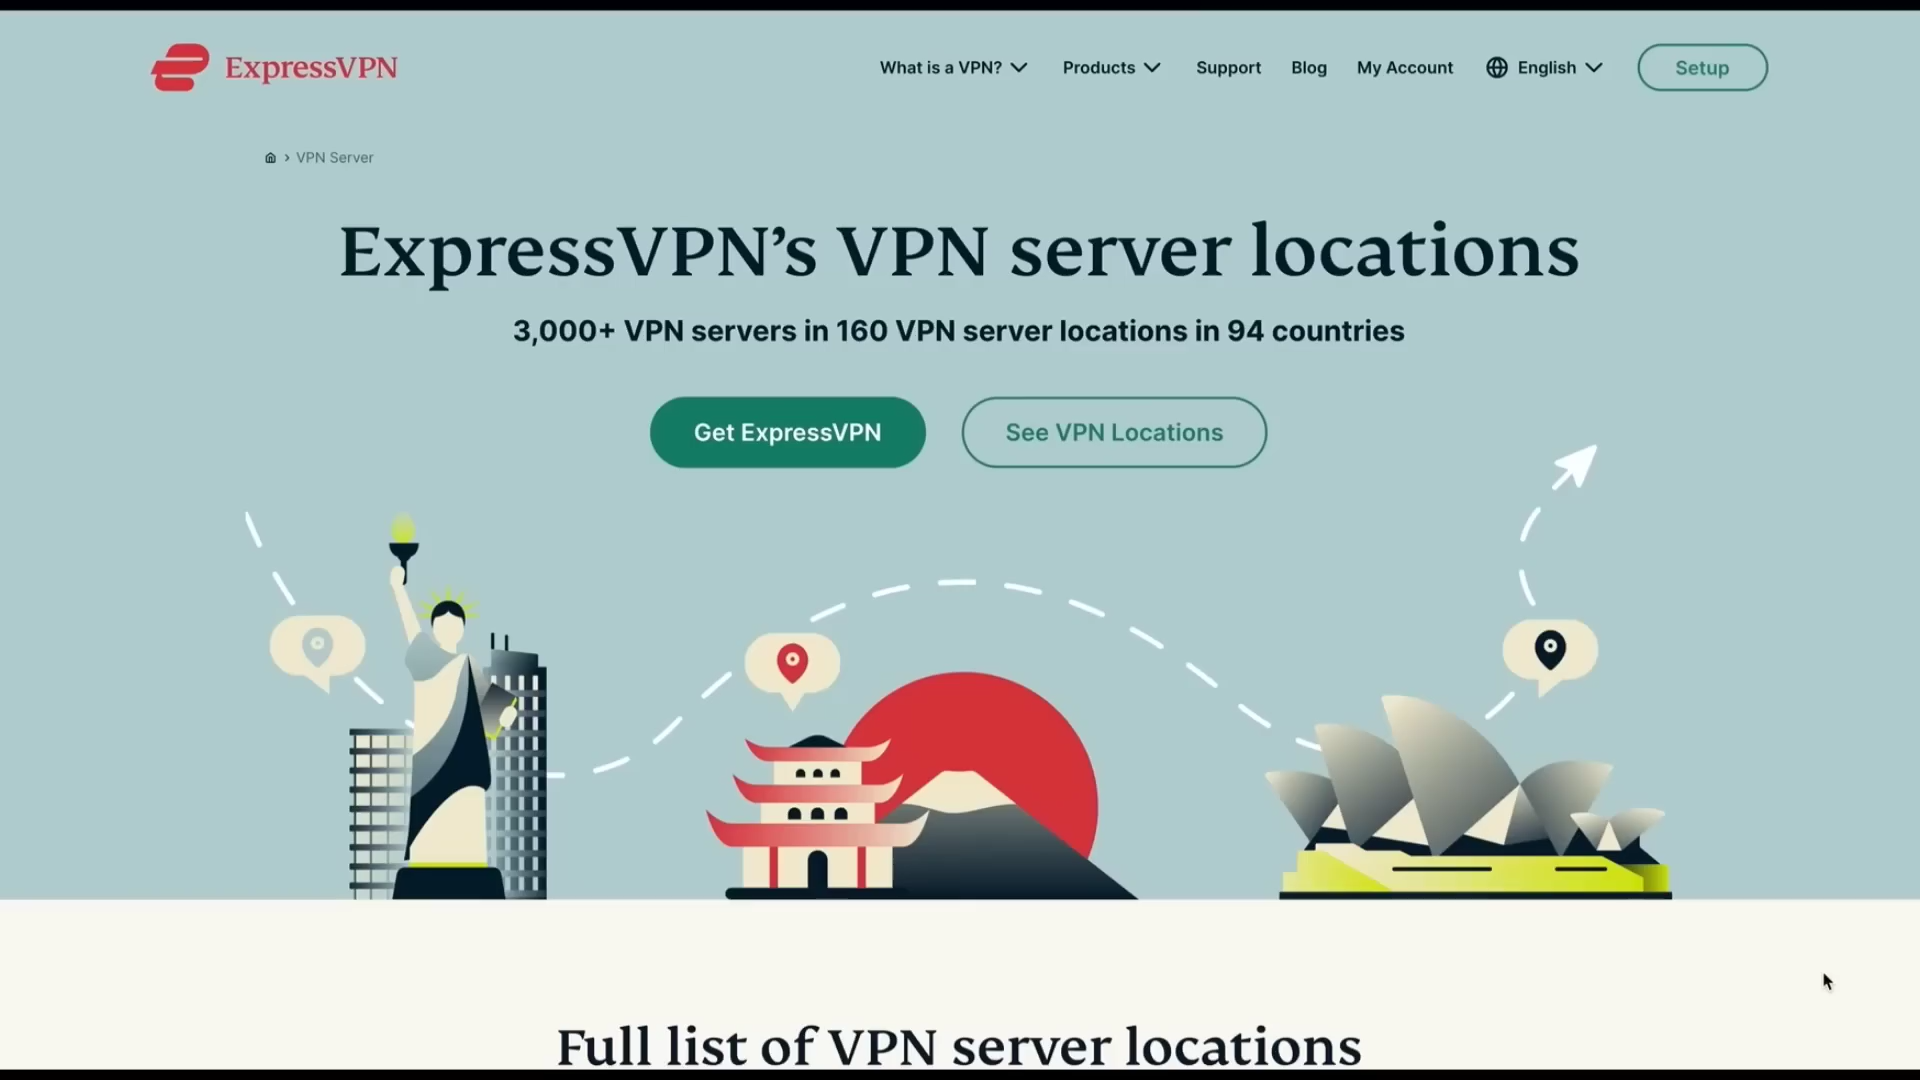 ExpressVPN
What is a VPN?
Products
Support
Blog
My Account
English
Setup
VPN Server
ExpressVPN’s VPN server locations
3,000+ VPN servers in 160 VPN server locations in 94 countries
Get ExpressVPN
See VPN Locations
Full list of VPN server locations